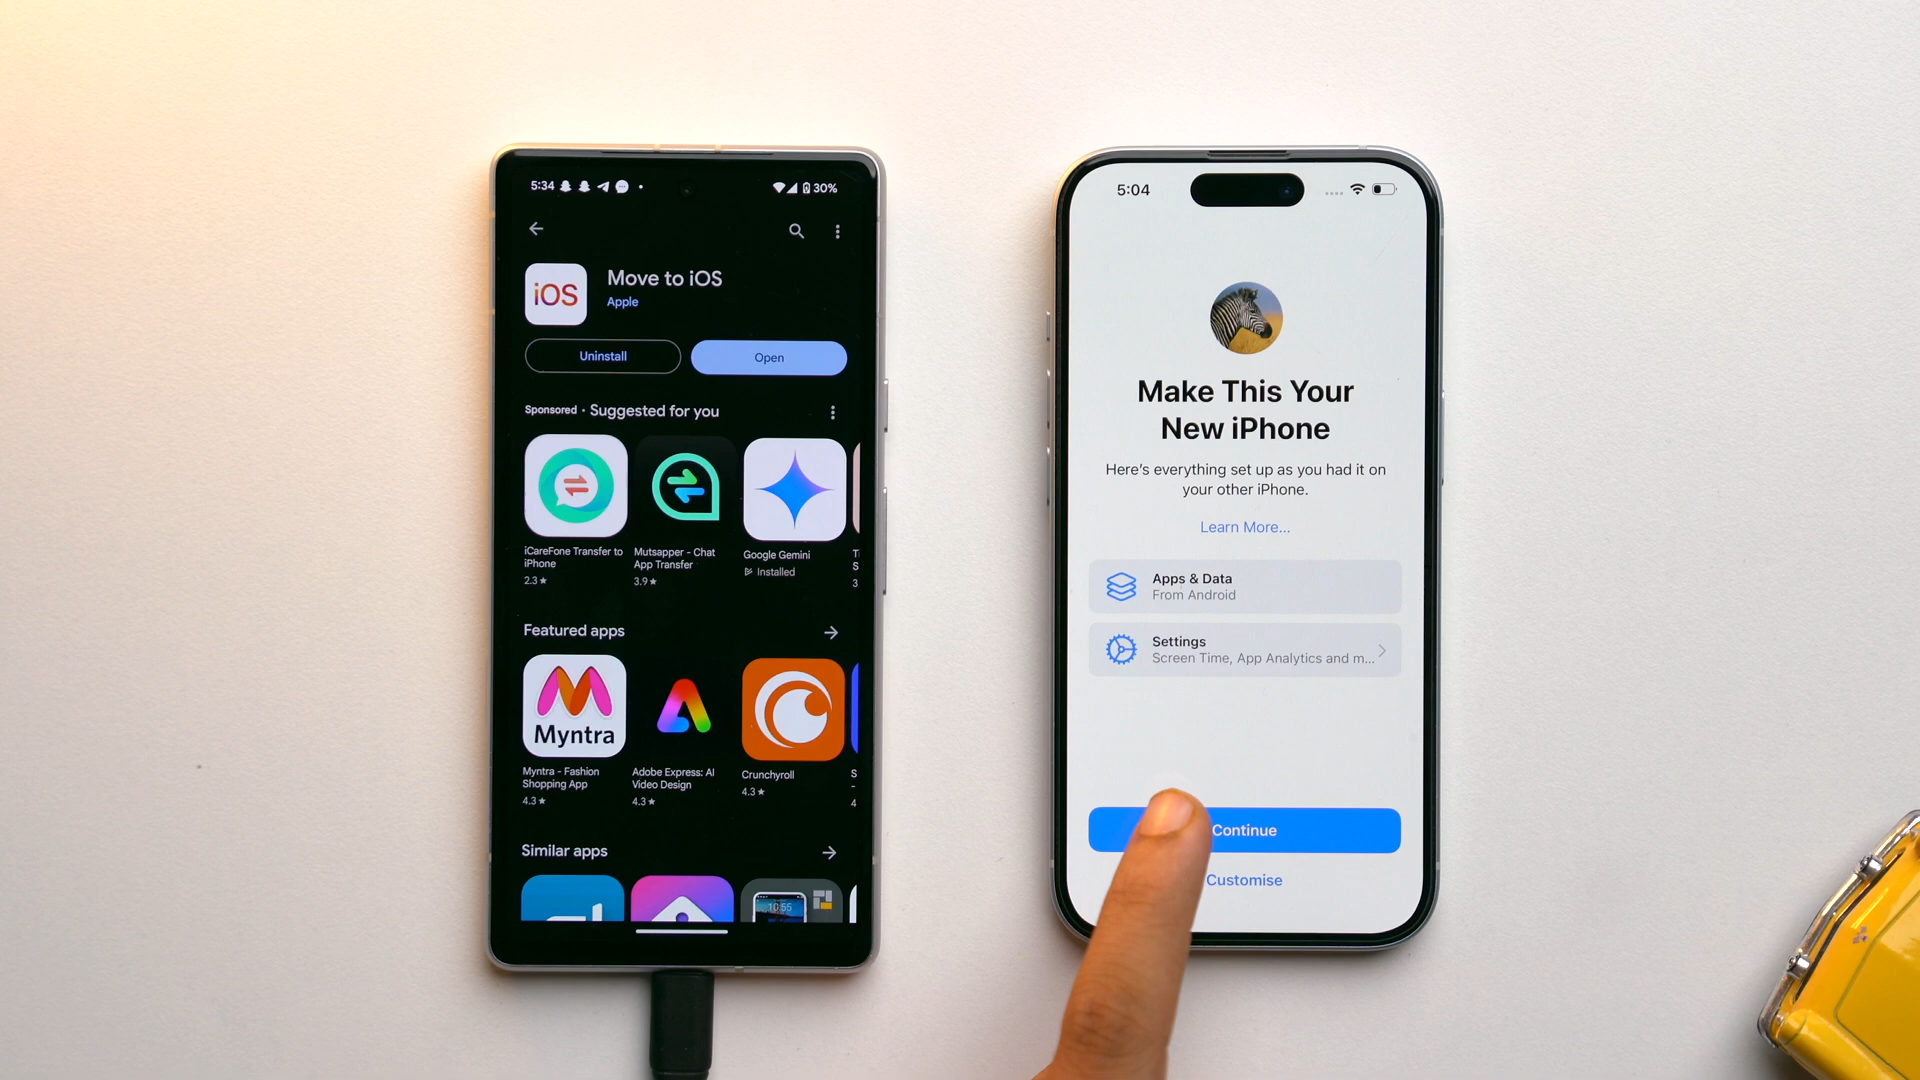 5:34
30%
iOS
Move to iOS
Apple
Uninstall
Open
Sponsored • Suggested for you
iCareFone Transfer to
iPhone
2.3★
Mutsapper - Chat
App Transfer
3.9★
Google Gemini
Installed
T
S
3
Featured apps
Myntra
Myntra - Fashion
Shopping App
4.3★
Adobe Express: AI
Video Design
4.3★
Crunchyroll
4.3★
S
-
4
Similar apps
10:55
5:04
Make This Your
New iPhone
Here's everything set up as you had it on
your other iPhone.
Learn More...
Apps & Data
From Android
Settings
Screen Time, App Analytics and m...
Continue
Customise